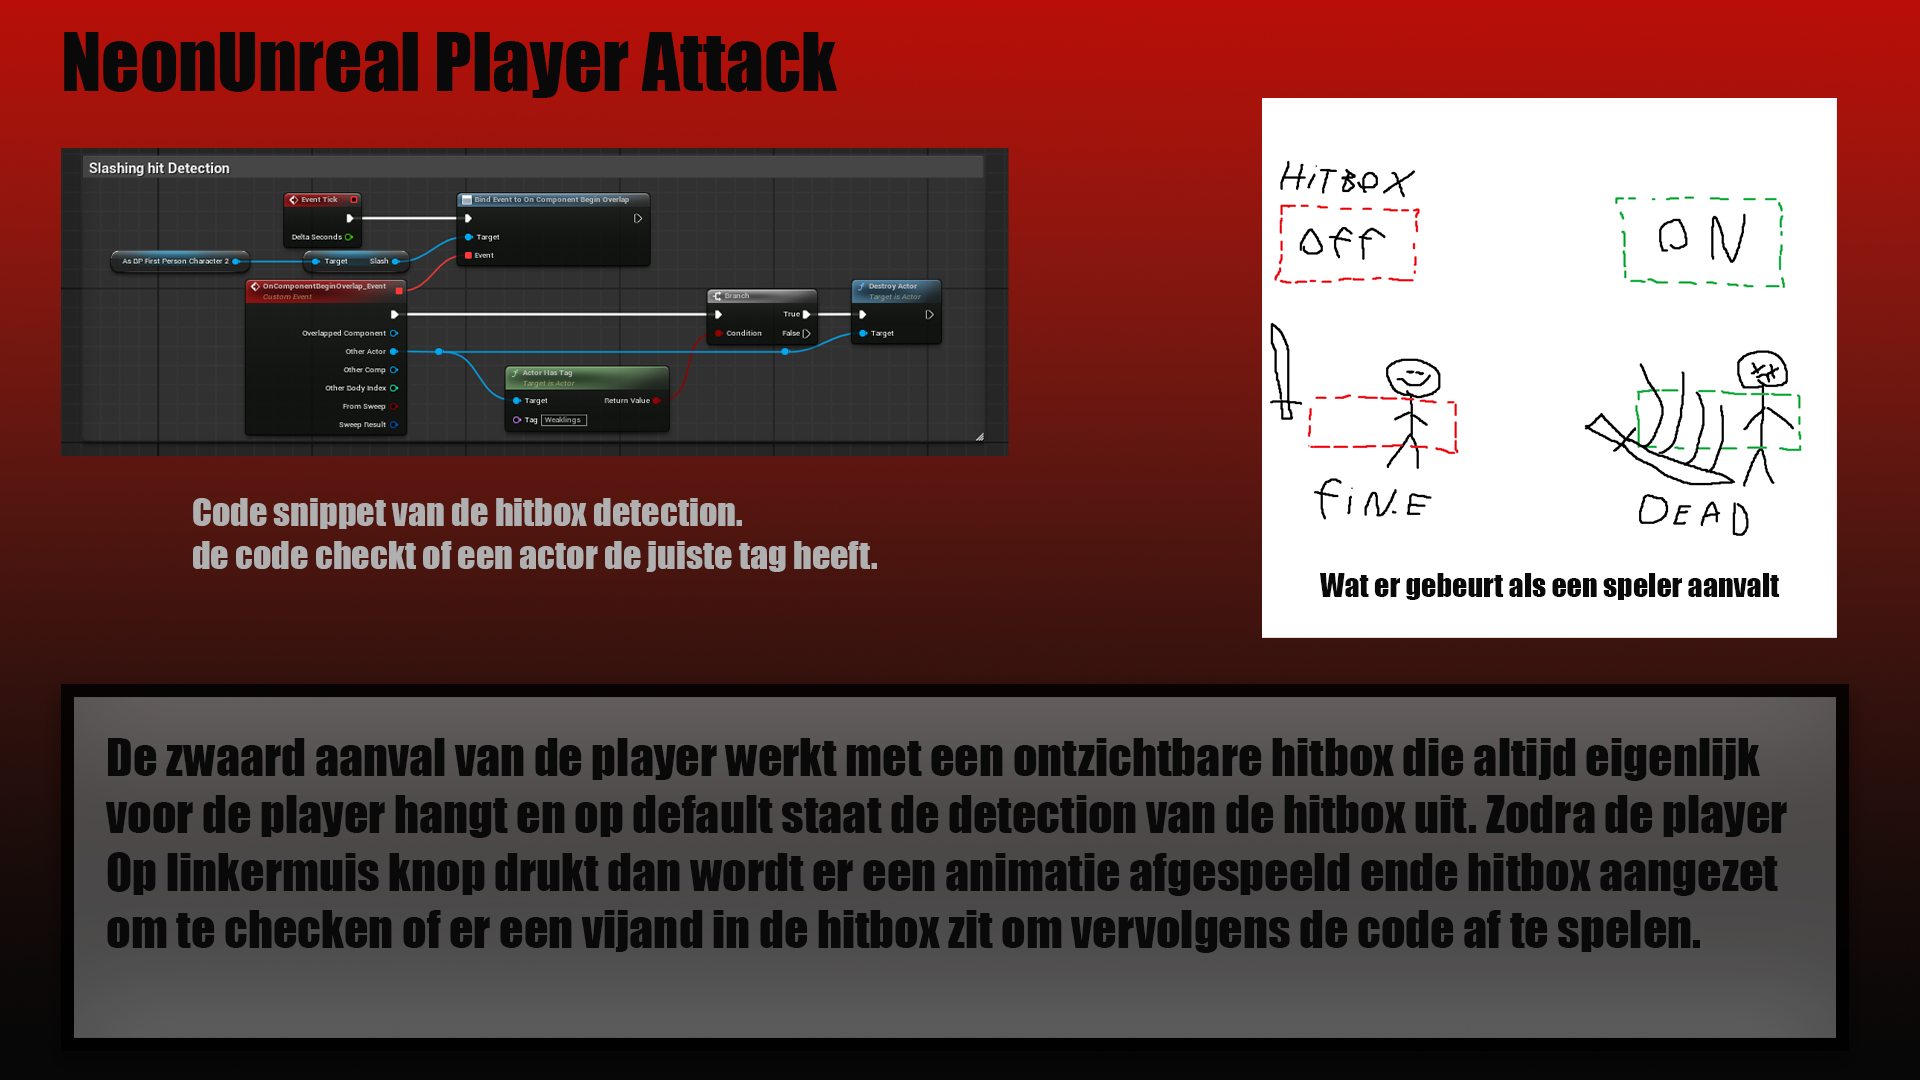 NeonUnreal Player Attack
Slashing hit Detection
Event Tick
Delta Seconds
Bind Event to On Component Begin Overlap
Target
Event
As BP First Person Character 2
Target Slash
OnComponentBeginOverlap_Event
Custom Event
Overlapped Component
Other Actor
Other Comp
Other Body Index
From Sweep
Sweep Result
Actor Has Tag
Target is Actor
Target Return Value
Tag Weaklings
Branch
True
Condition False
Destroy Actor
Target is Actor
Target
Code snippet van de hitbox detection.
de code checkt of een actor de juiste tag heeft.
HiTBOX
OFF
ON
FiN.E
DEAD
Wat er gebeurt als een speler aanvalt
De zwaard aanval van de player werkt met een ontzichtbare hitbox die altijd eigenlijk
voor de player hangt en op default staat de detection van de hitbox uit. Zodra de player
Op linkermuis knop drukt dan wordt er een animatie afgespeeld ende hitbox aangezet
om te checken of er een vijand in de hitbox zit om vervolgens de code af te spelen.